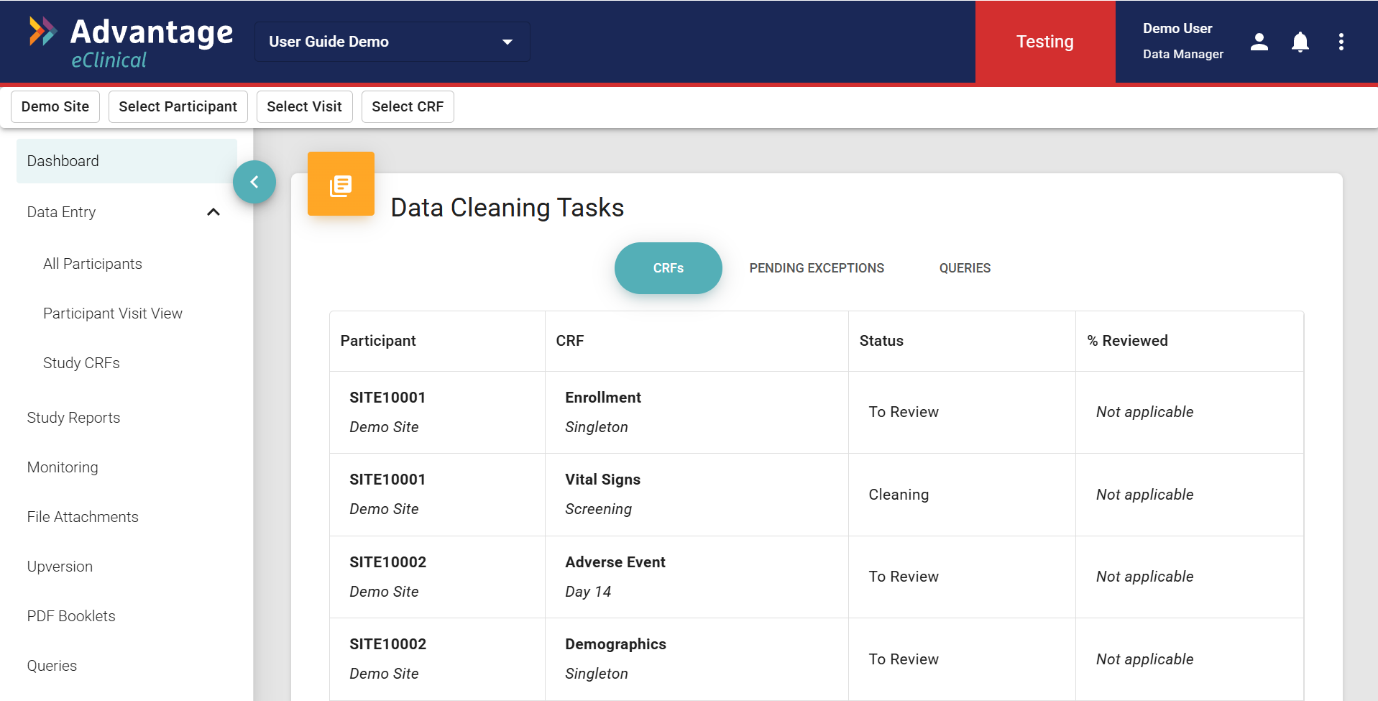 Advantage
eClinical
User Guide Demo
Testing
Demo User
Data Manager
Demo Site
Select Participant
Select Visit
Select CRF
Dashboard
Data Entry
All Participants
Participant Visit View
Study CRFs
Study Reports
Monitoring
File Attachments
Upversion
PDF Booklets
Queries
Data Cleaning Tasks
CRFs
PENDING EXCEPTIONS
QUERIES
Participant
CRF
Status
% Reviewed
SITE10001
Demo Site
Enrollment
Singleton
To Review
Not applicable
SITE10001
Demo Site
Vital Signs
Screening
Cleaning
Not applicable
SITE10002
Demo Site
Adverse Event
Day 14
To Review
Not applicable
SITE10002
Demo Site
Demographics
Singleton
To Review
Not applicable